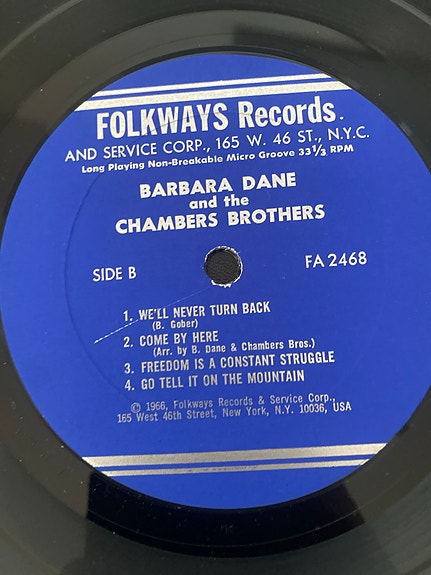 FOLKWAYS Records.
AND SERVICE CORP., 165 W. 46 ST., N.Y.C.
Long Playing Non-Breakable Micro Groove 33 1/3 RPM
BARBARA DANE
and the
CHAMBERS BROTHERS
SIDE B FA 2468
1. WE'LL NEVER TURN BACK
(B. Gober)
2. COME BY HERE
(Arr. by B. Dane & Chambers Bros.)
3. FREEDOM IS A CONSTANT STRUGGLE
4. GO TELL IT ON THE MOUNTAIN
© 1966, Folkways Records & Service Corp.,
165 West 46th Street, New York, N.Y. 10036, USA